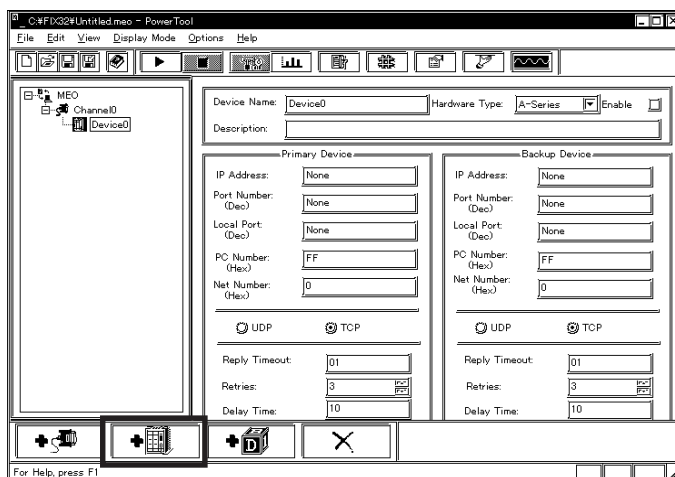 C:¥FIX32¥Untitled.meo - PowerTool
File Edit View Display Mode Options Help
MEO
Channel0
Device0
Device Name: Device0 Hardware Type: A-Series Enable
Description:
Primary Device
IP Address: None
Port Number: (Dec) None
Local Port: (Dec) None
PC Number: (Hex) FF
Net Number: (Hex) 0
UDP TCP
Reply Timeout: 01
Retries: 3
Delay Time: 10
Backup Device
IP Address: None
Port Number: (Dec) None
Local Port: (Dec) None
PC Number: (Hex) FF
Net Number: (Hex) 0
UDP TCP
Reply Timeout: 01
Retries: 3
Delay Time: 10
D
For Help, press F1